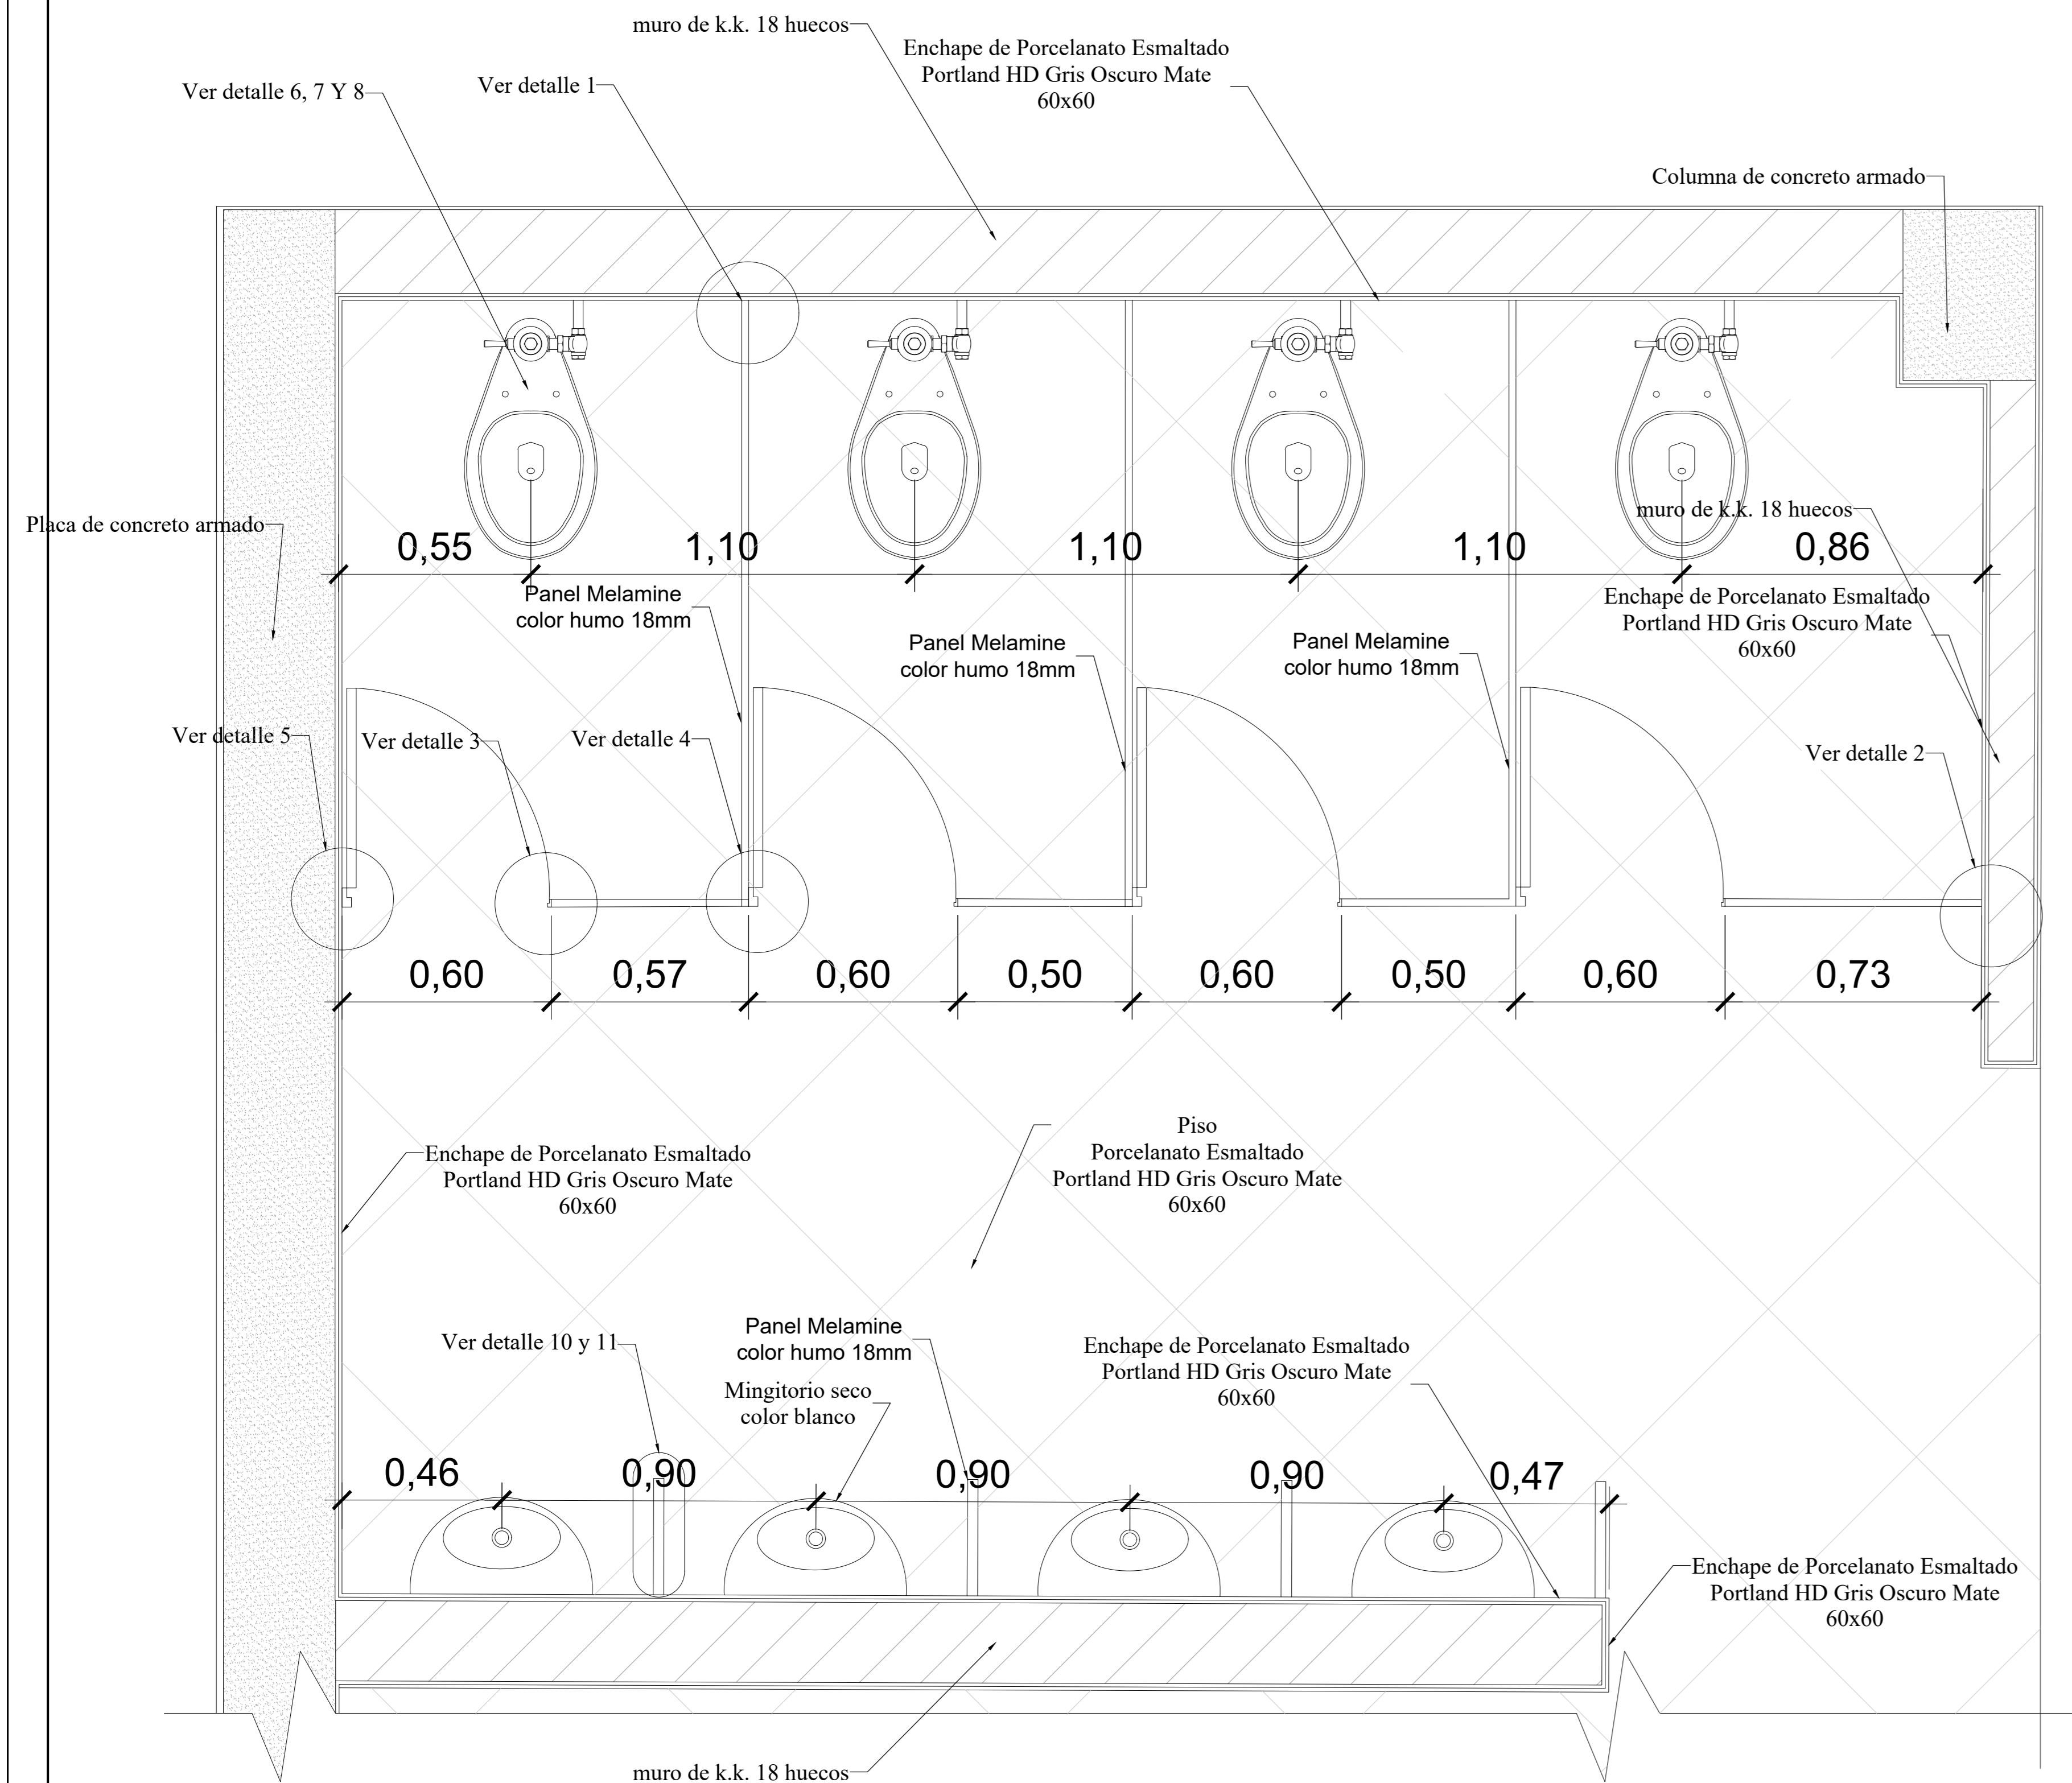 muro de k.k. 18 huecos
Enchape de Porcelanato Esmaltado
Portland HD Gris Oscuro Mate
60x60
Ver detalle 6, 7 Y 8
Ver detalle 1
Columna de concreto armado
Placa de concreto armado
muro de k.k. 18 huecos
0,55
1,10
1,10
1,10
0,86
Panel Melamine
color humo 18mm
Panel Melamine
color humo 18mm
Panel Melamine
color humo 18mm
Enchape de Porcelanato Esmaltado
Portland HD Gris Oscuro Mate
60x60
Ver detalle 5
Ver detalle 3
Ver detalle 4
Ver detalle 2
0,60
0,57
0,60
0,50
0,60
0,50
0,60
0,73
Enchape de Porcelanato Esmaltado
Portland HD Gris Oscuro Mate
60x60
Piso
Porcelanato Esmaltado
Portland HD Gris Oscuro Mate
60x60
Ver detalle 10 y 11
Panel Melamine
color humo 18mm
Mingitorio seco
color blanco
Enchape de Porcelanato Esmaltado
Portland HD Gris Oscuro Mate
60x60
0,46
0,90
0,90
0,90
0,47
Enchape de Porcelanato Esmaltado
Portland HD Gris Oscuro Mate
60x60
muro de k.k. 18 huecos